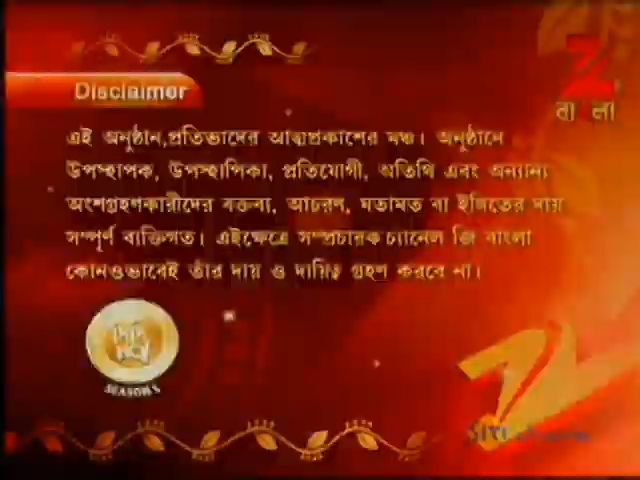 Disclaimer
বাংলা
এই অনুষ্ঠান,প্রতিভাদের আত্মপ্রকাশের মঞ্চ। অনুষ্ঠানে
উপস্থাপক, উপস্থাপিকা, প্রতিযোগী, অতিথি এবং অন্যান্য
অংশগ্রহণকারীদের বক্তব্য, আচরণ, মতামত বা ইঙ্গিতের দায়
সম্পূর্ণ ব্যক্তিগত। এইক্ষেত্রে সম্প্রচারক চ্যানেল জি বাংলা
কোনওভাবেই তাঁর দায় ও দায়িত্ব গ্রহণ করবে না।
SEASON